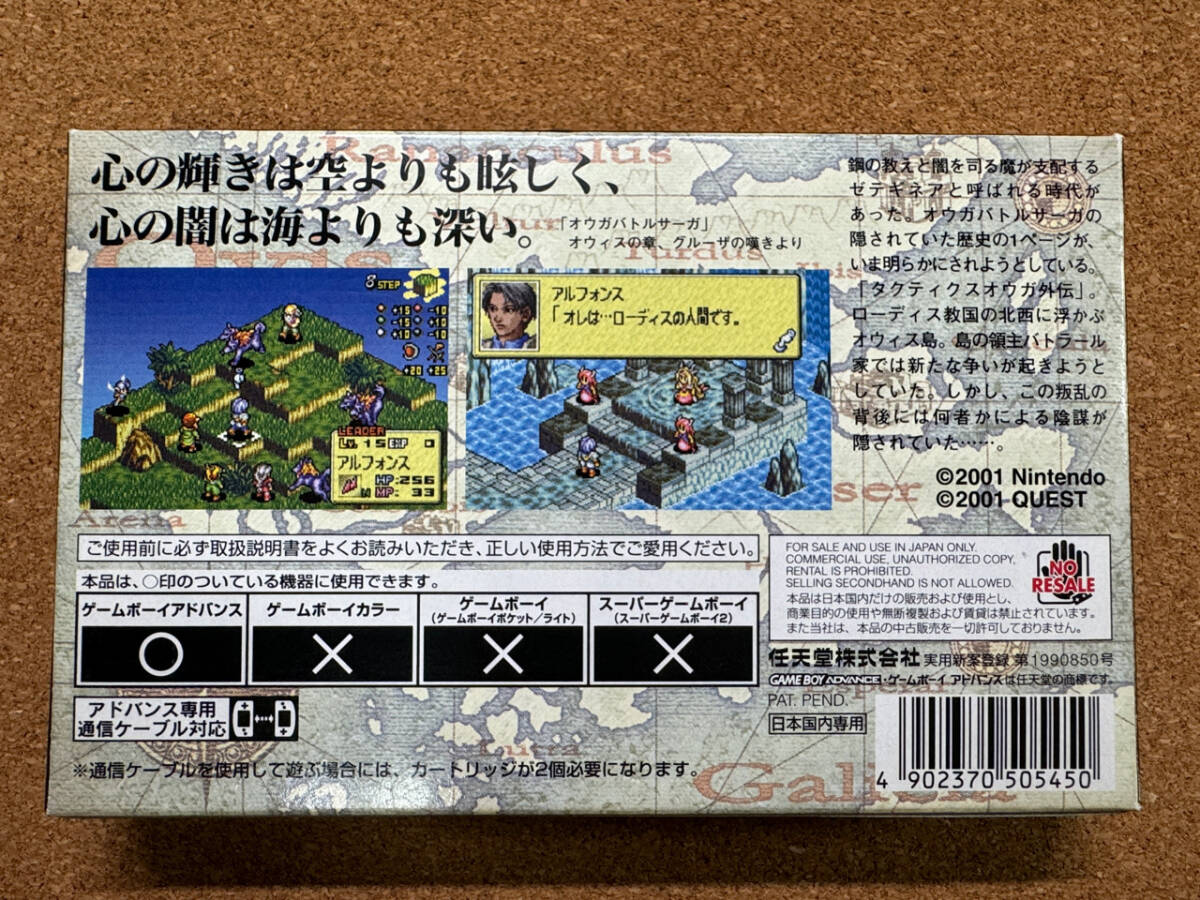 心の輝きは空よりも眩しく、
心の闇は海よりも深い。
「オウガバトルサーガ」
オウィスの章、グルーザの嘆きより
鋼の教えと闇を司る魔が支配する
ゼテギネアと呼ばれる時代が
あった。オウガバトルサーガの
隠されていた歴史の1ページが、
いま明らかにされようとしている。
「タクティクスオウガ外伝」。
ローディス教国の北西に浮かぶ
オウィス島。島の領主バトラール
家では新たな争いが起きようと
していた。しかし、この叛乱の
背後には何者かによる陰謀が
隠されていた……。
©2001 Nintendo
©2001 QUEST
8 STEP
+15 -10
-15 +10
+10 -10
+20 +25
LEADER
Lv. 15 EXP 0
アルフォンス
HP:256
MP: 33
アルフォンス
「オレは…ローディスの人間です。
Rananculus
Ovis
Turdus
Ibis
Arena
Lutra
ご使用前に必ず取扱説明書をよくお読みいただき、正しい使用方法でご愛用ください。
本品は、○印のついている機器に使用できます。
ゲームボーイアドバンス
○
ゲームボーイカラー
×
ゲームボーイ
(ゲームボーイポケット/ライト)
×
スーパーゲームボーイ
(スーパーゲームボーイ2)
×
アドバンス専用
通信ケーブル対応
※通信ケーブルを使用して遊ぶ場合には、カートリッジが2個必要になります。
FOR SALE AND USE IN JAPAN ONLY.
COMMERCIAL USE, UNAUTHORIZED COPY,
RENTAL IS PROHIBITED.
SELLING SECONDHAND IS NOT ALLOWED.
本品は日本国内だけの販売および使用とし、
商業目的の使用や無断複製および賃貸は禁止されています。
また当社は、本品の中古販売を一切許可しておりません。
NO
RESALE
任天堂株式会社 実用新案登録 第1990850号
GAME BOY ADVANCE・ゲームボーイ アドバンスは任天堂の商標です。
PAT. PEND.
日本国内専用
4 902370 505450